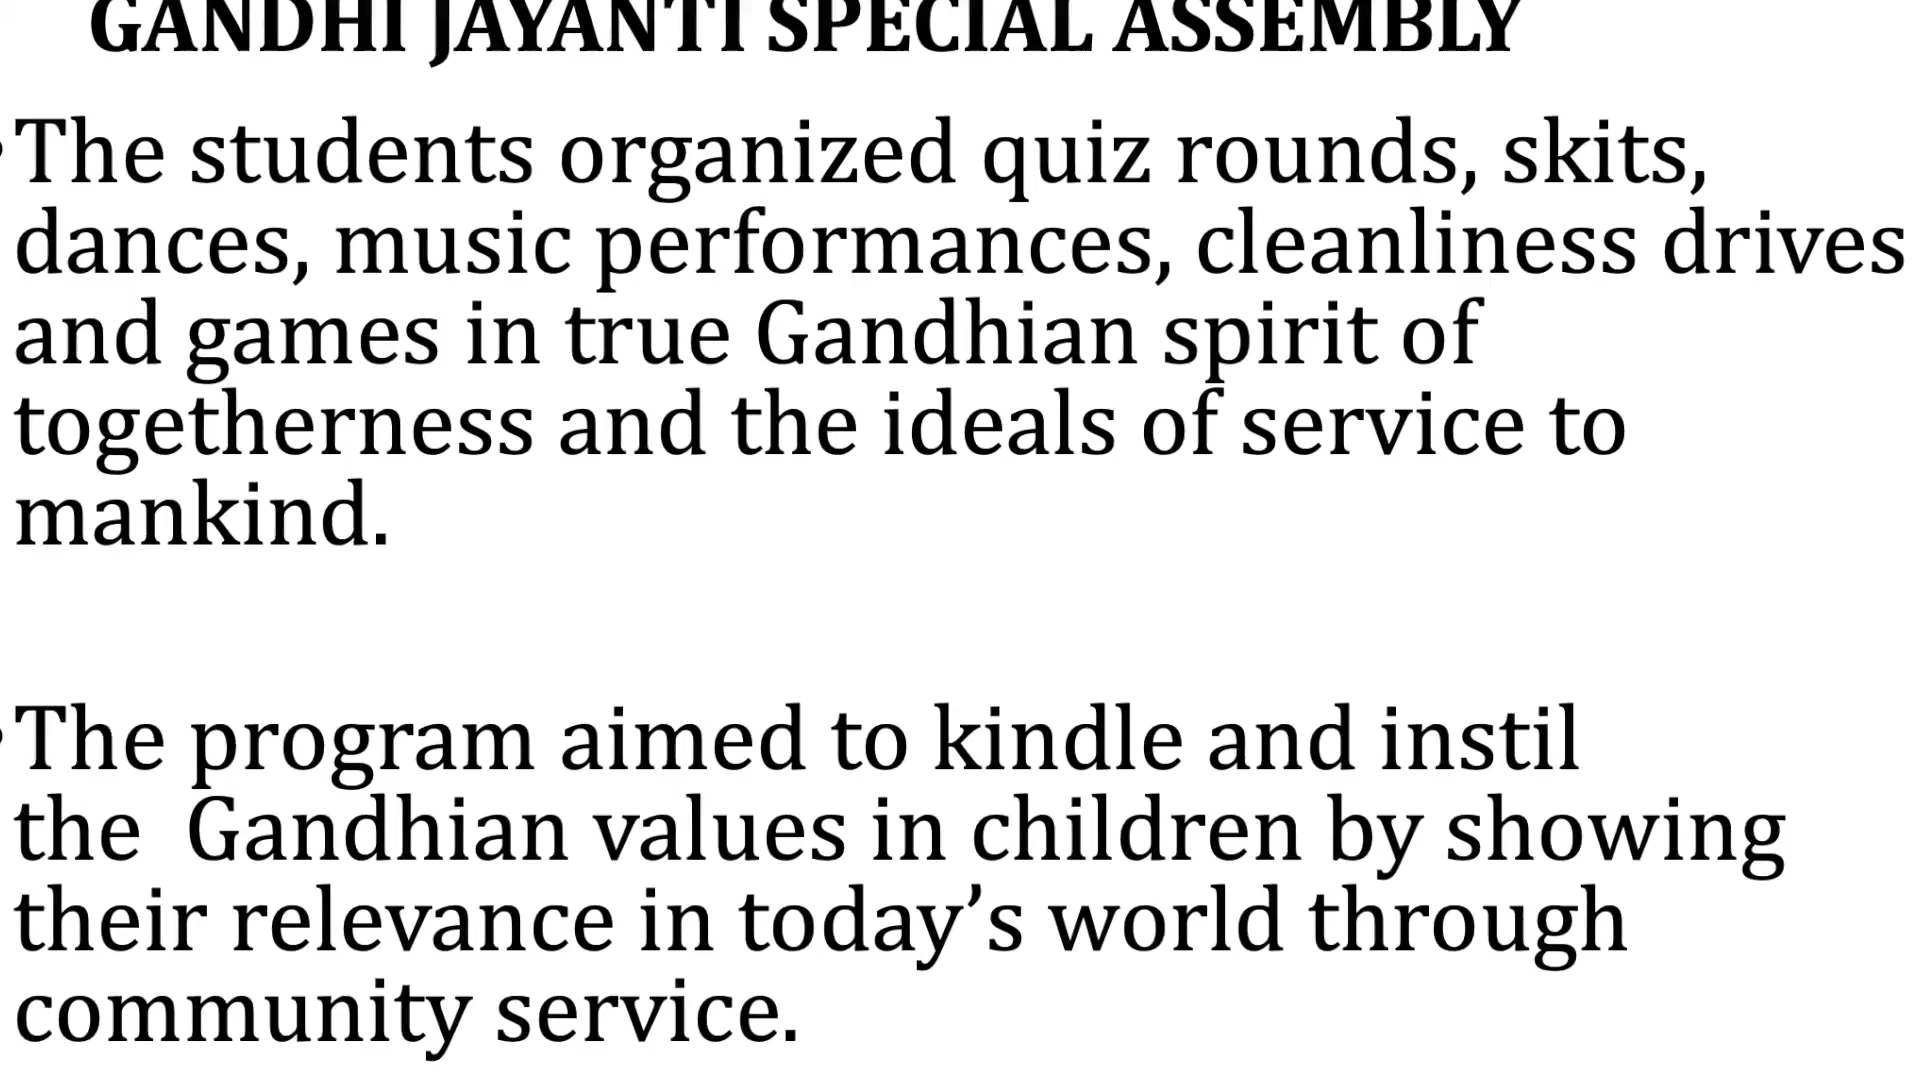 GANDHI JAYANTI SPECIAL ASSEMBLY
•The students organized quiz rounds, skits,
dances, music performances, cleanliness drives
and games in true Gandhian spirit of
togetherness and the ideals of service to
mankind.
•The program aimed to kindle and instil
the  Gandhian values in children by showing
their relevance in today’s world through
community service.